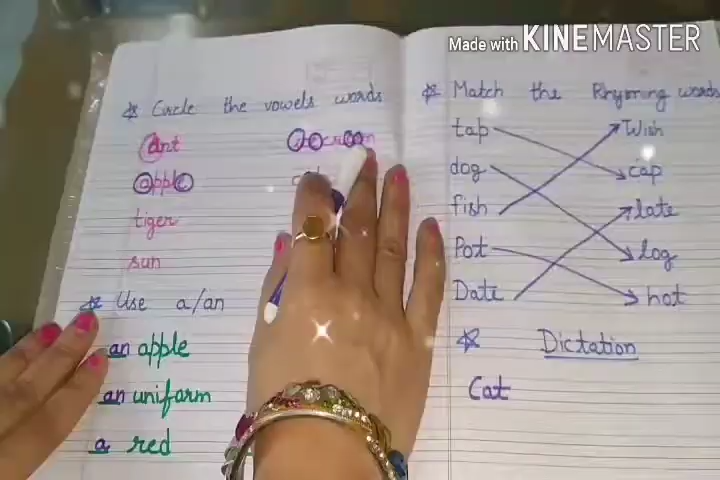 Made with KINEMASTER
* Circle the vowels words
ant
apple
tiger
sun
* Use a/an
an apple
an uniform
a red
* Match the Rhyming words
tap Wish
dog cap
fish late
Pot log
Date hot
* Dictation
Cat